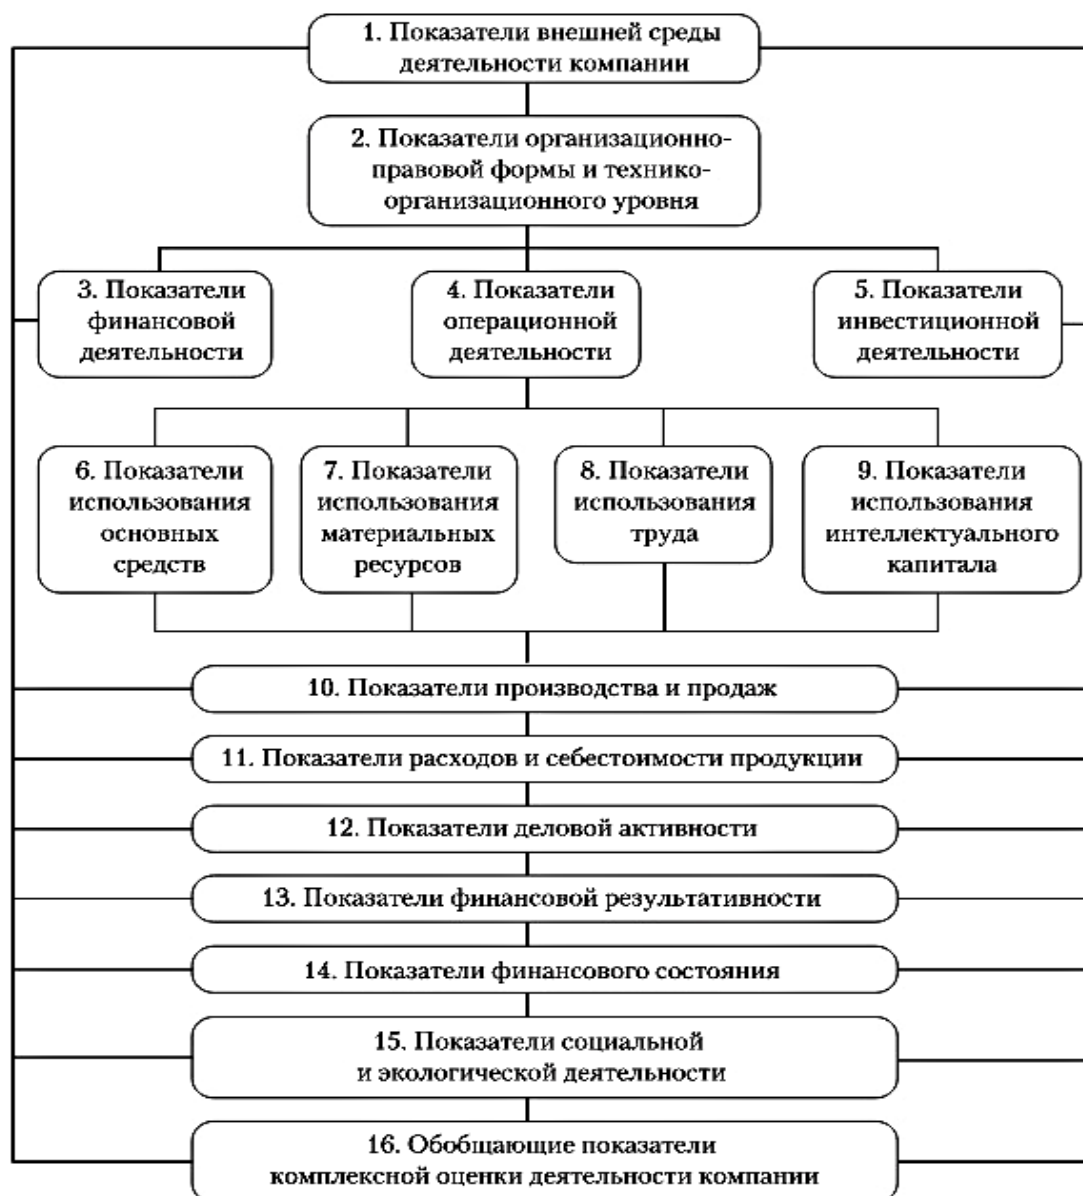 1. Показатели внешней среды
деятельности компании
2. Показатели организационно-
правовой формы и технико-
организационного уровня
3. Показатели
финансовой
деятельности
4. Показатели
операционной
деятельности
5. Показатели
инвестиционной
деятельности
6. Показатели
использования
основных
средств
7. Показатели
использования
материальных
ресурсов
8. Показатели
использования
труда
9. Показатели
использования
интеллектуального
капитала
10. Показатели производства и продаж
11. Показатели расходов и себестоимости продукции
12. Показатели деловой активности
13. Показатели финансовой результативности
14. Показатели финансового состояния
15. Показатели социальной
и экологической деятельности
16. Обобщающие показатели
комплексной оценки деятельности компании